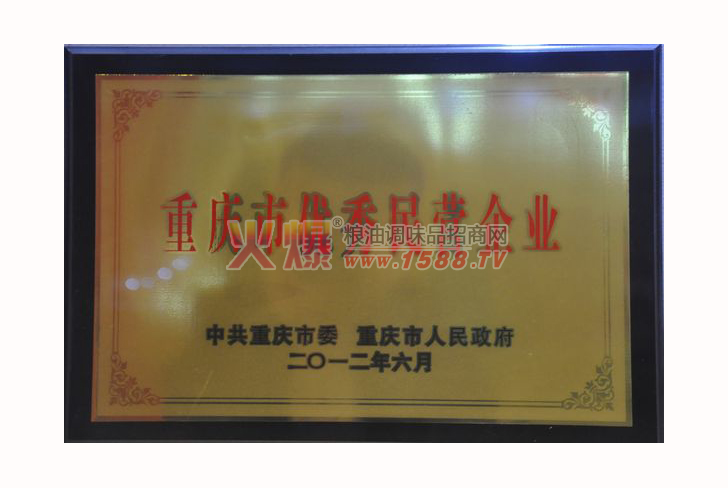 重庆市优秀民营企业
火爆®粮油调味品招商网
www.1588.TV
中共重庆市委 重庆市人民政府
二〇一二年六月